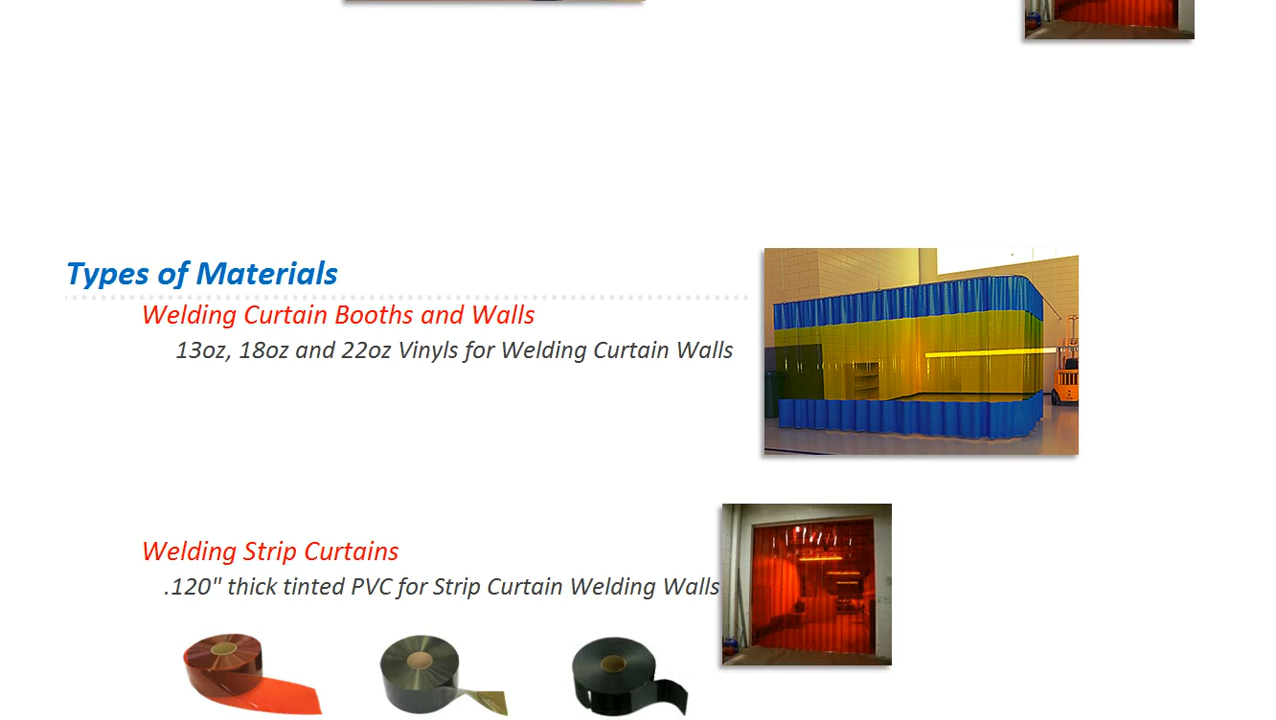 Types of Materials
Welding Curtain Booths and Walls
13oz, 18oz and 22oz Vinyls for Welding Curtain Walls
Welding Strip Curtains
.120" thick tinted PVC for Strip Curtain Welding Walls